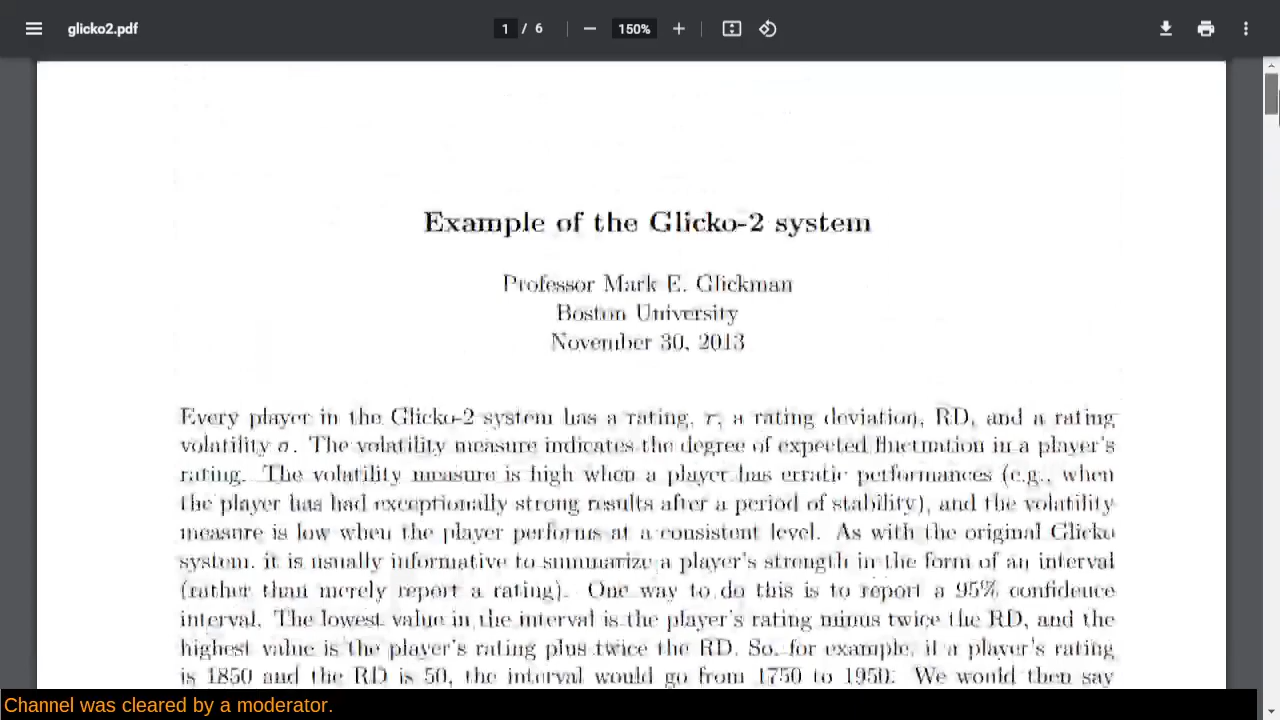 glicko2.pdf
1 / 6
150%
Example of the Glicko-2 system
Professor Mark E. Glickman
Boston University
November 30, 2013
Every player in the Glicko-2 system has a rating, r, a rating deviation, RD, and a rating
volatility σ. The volatility measure indicates the degree of expected fluctuation in a player's
rating. The volatility measure is high when a player has erratic performances (e.g., when
the player has had exceptionally strong results after a period of stability), and the volatility
measure is low when the player performs at a consistent level. As with the original Glicko
system, it is usually informative to summarize a player's strength in the form of an interval
(rather than merely report a rating). One way to do this is to report a 95% confidence
interval. The lowest value in the interval is the player's rating minus twice the RD, and the
highest value is the player's rating plus twice the RD. So, for example, if a player's rating
is 1850 and the RD is 50, the interval would go from 1750 to 1950. We would then say
Channel was cleared by a moderator.